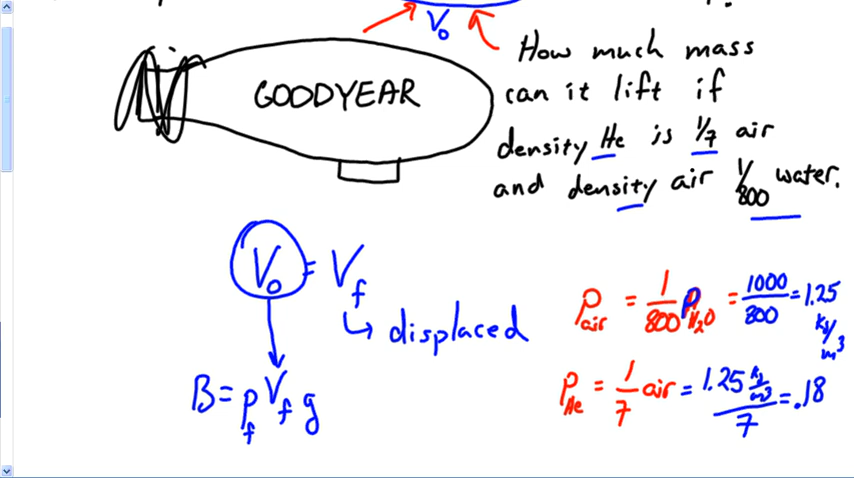 V₀
How much mass
GOODYEAR
can it lift if
density He is 1/7 air
and density air 1/800 water.
V₀ = V_f
↳ displaced
B = ρ_f V_f g
ρ_air = 1/800 ρ_H₂O = 1000/800 = 1.25 kg/m³
ρ_He = 1/7 air = 1.25 kg/m³ / 7 = .18